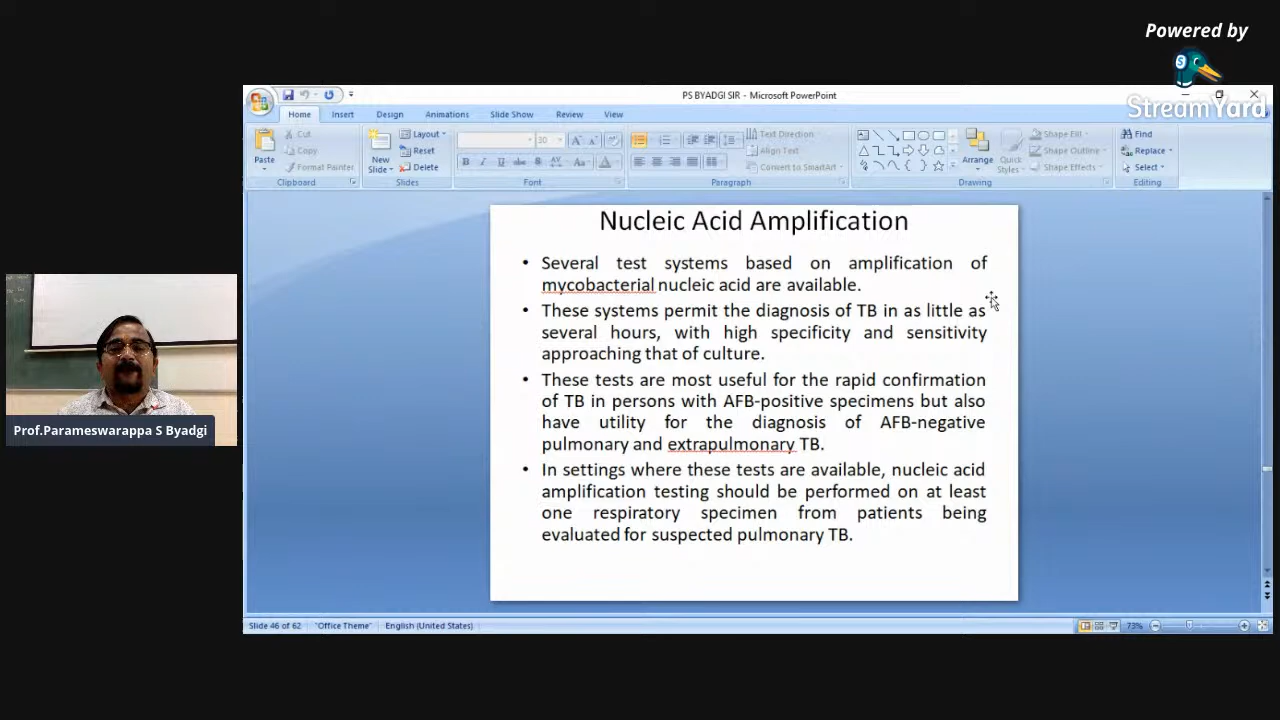 Powered by
StreamYard
PS BYADGI SIR - Microsoft PowerPoint
Home Insert Design Animations Slide Show Review View
Paste
Cut
Copy
Format Painter
Clipboard
New Slide
Layout
Reset
Delete
Slides
30
Font
Text Direction
Align Text
Convert to SmartArt
Paragraph
Arrange
Quick Styles
Shape Fill
Shape Outline
Shape Effects
Drawing
Find
Replace
Select
Editing
Nucleic Acid Amplification
• Several test systems based on amplification of
mycobacterial nucleic acid are available.
• These systems permit the diagnosis of TB in as little as
several hours, with high specificity and sensitivity
approaching that of culture.
• These tests are most useful for the rapid confirmation
of TB in persons with AFB-positive specimens but also
have utility for the diagnosis of AFB-negative
pulmonary and extrapulmonary TB.
• In settings where these tests are available, nucleic acid
amplification testing should be performed on at least
one respiratory specimen from patients being
evaluated for suspected pulmonary TB.
Prof.Parameswarappa S Byadgi
Slide 46 of 62 "Office Theme" English (United States) 73%